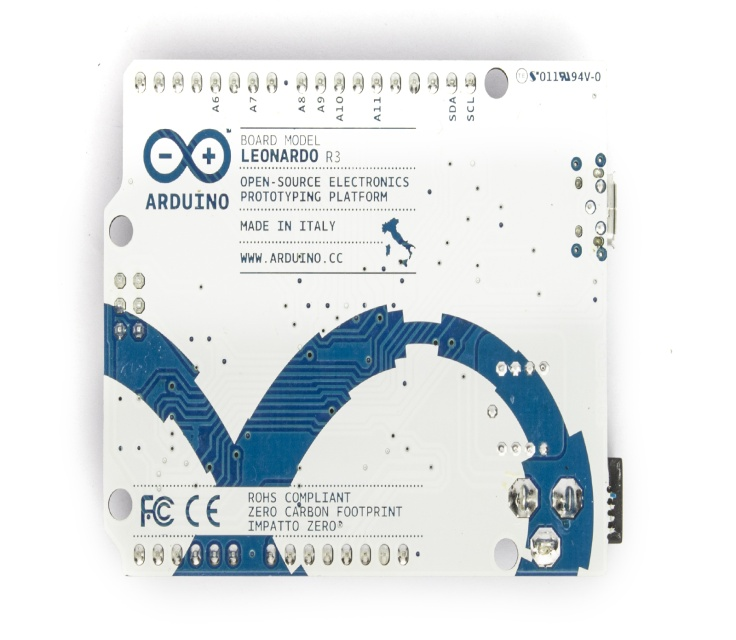 S 011 94V-0
A6
A7
A8
A9
A10
A11
SDA
SCL
BOARD MODEL
LEONARDO R3
ARDUINO
OPEN-SOURCE ELECTRONICS
PROTOTYPING PLATFORM
MADE IN ITALY
WWW.ARDUINO.CC
FC CE
ROHS COMPLIANT
ZERO CARBON FOOTPRINT
IMPATTO ZERO®